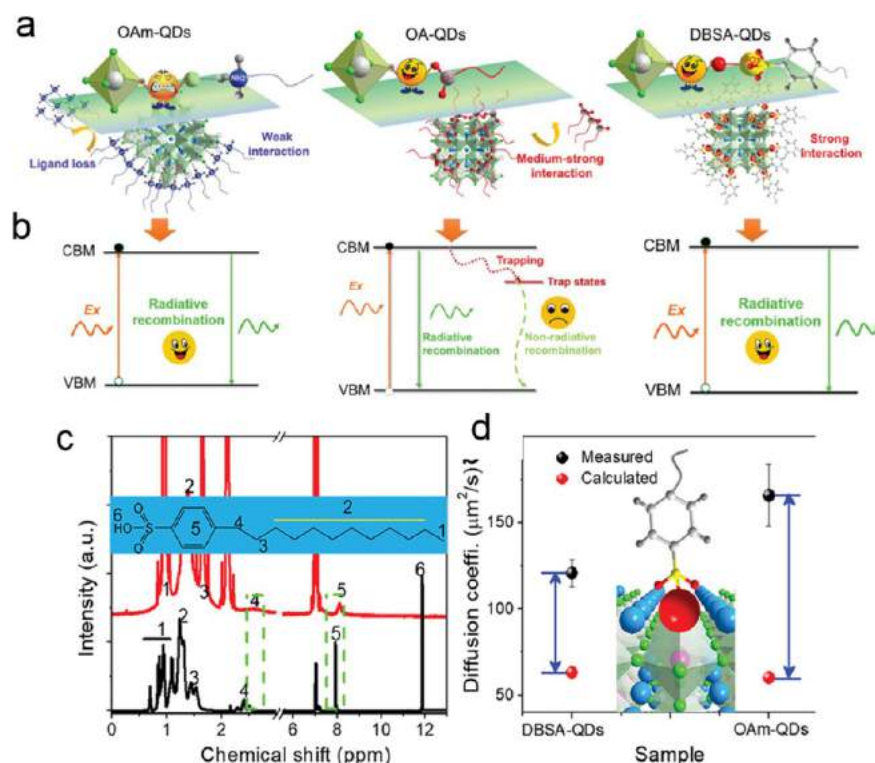 a
OAm-QDs
OA-QDs
DBSA-QDs
NH2
Ligand loss
Weak
interaction
Medium-strong
interaction
Strong
interaction
b
CBM
Ex
Radiative
recombination
VBM
CBM
Trapping
Trap states
Ex
Radiative
recombination
Non-radiative
recombination
VBM
CBM
Ex
Radiative
recombination
VBM
c
Intensity (a.u.)
2
2
6
HO
S
O
O
5
4
3
1
1
3
4
5
6
1
2
3
4
5
0
2
6
8
10
12
Chemical shift (ppm)
d
Diffusion coeffi. (μm²/s)
150
100
50
Measured
Calculated
DBSA-QDs
OAm-QDs
Sample